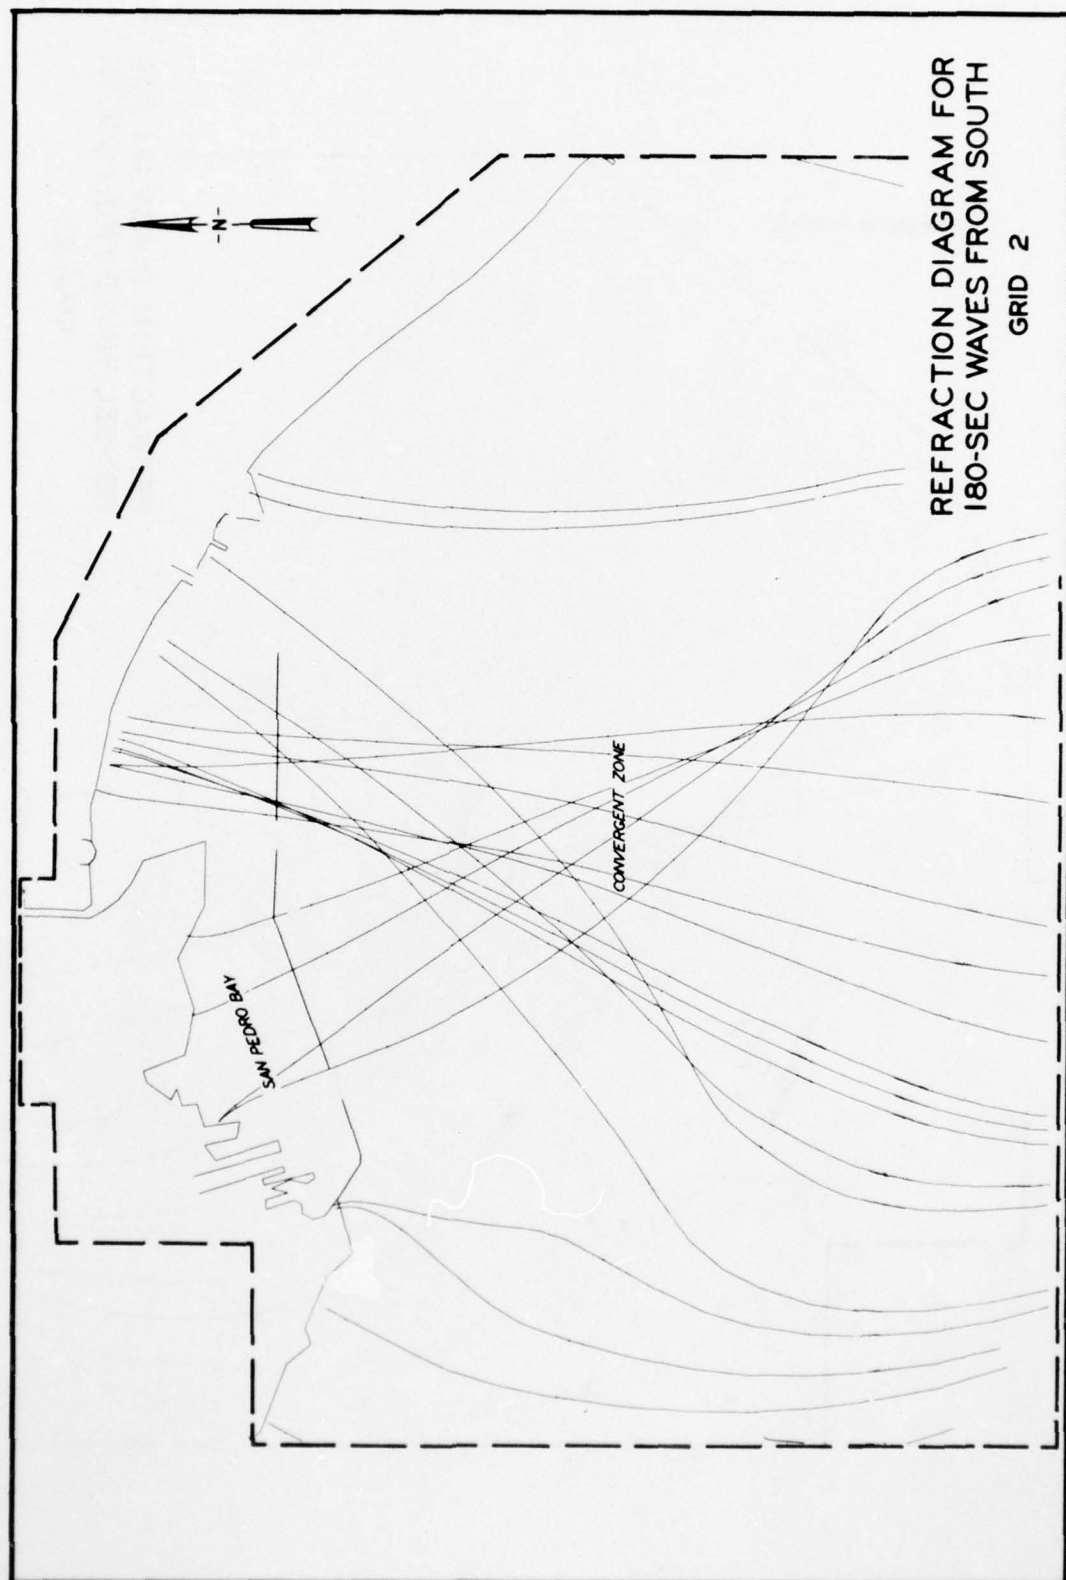 -N-
SAN PEDRO BAY
CONVERGENT ZONE
REFRACTION DIAGRAM FOR
180-SEC WAVES FROM SOUTH
GRID 2